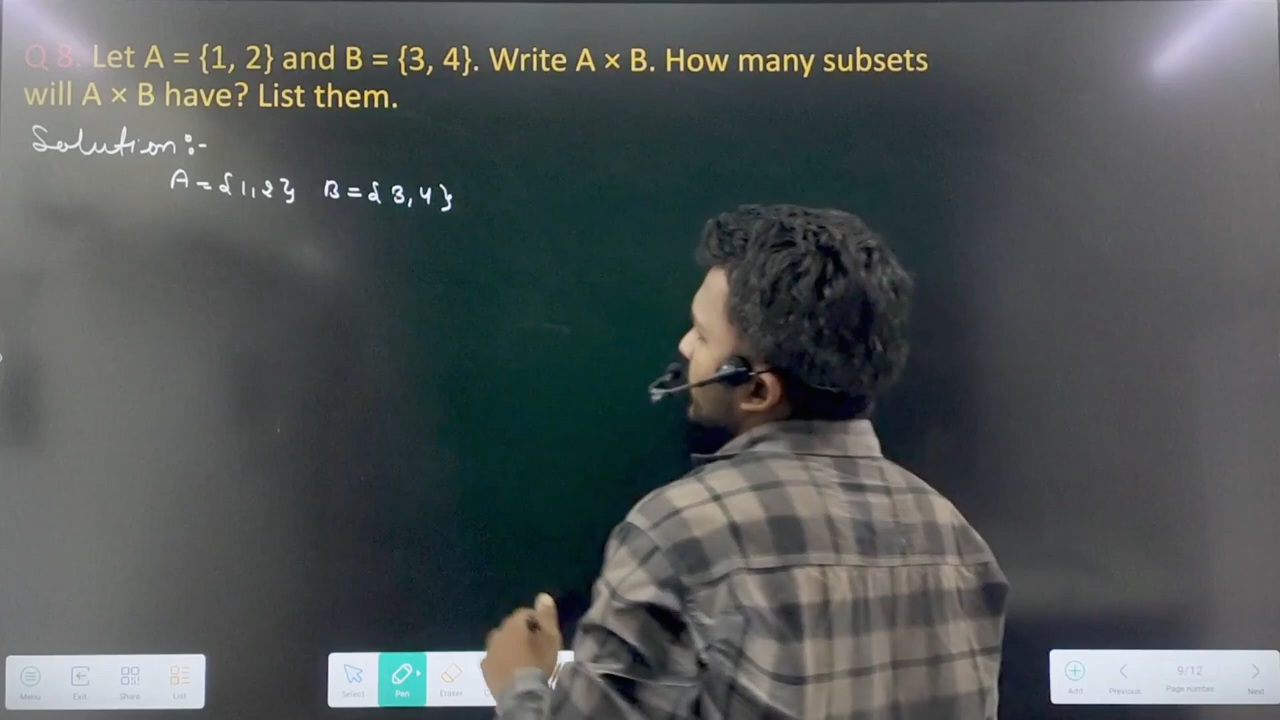 Q 8. Let A = {1, 2} and B = {3, 4}. Write A × B. How many subsets
will A × B have? List them.
Solution :-
A = {1, 2} B = {3, 4}
Menu Exit Share List Select Pen Eraser Add Previous 9/12 Page number Next